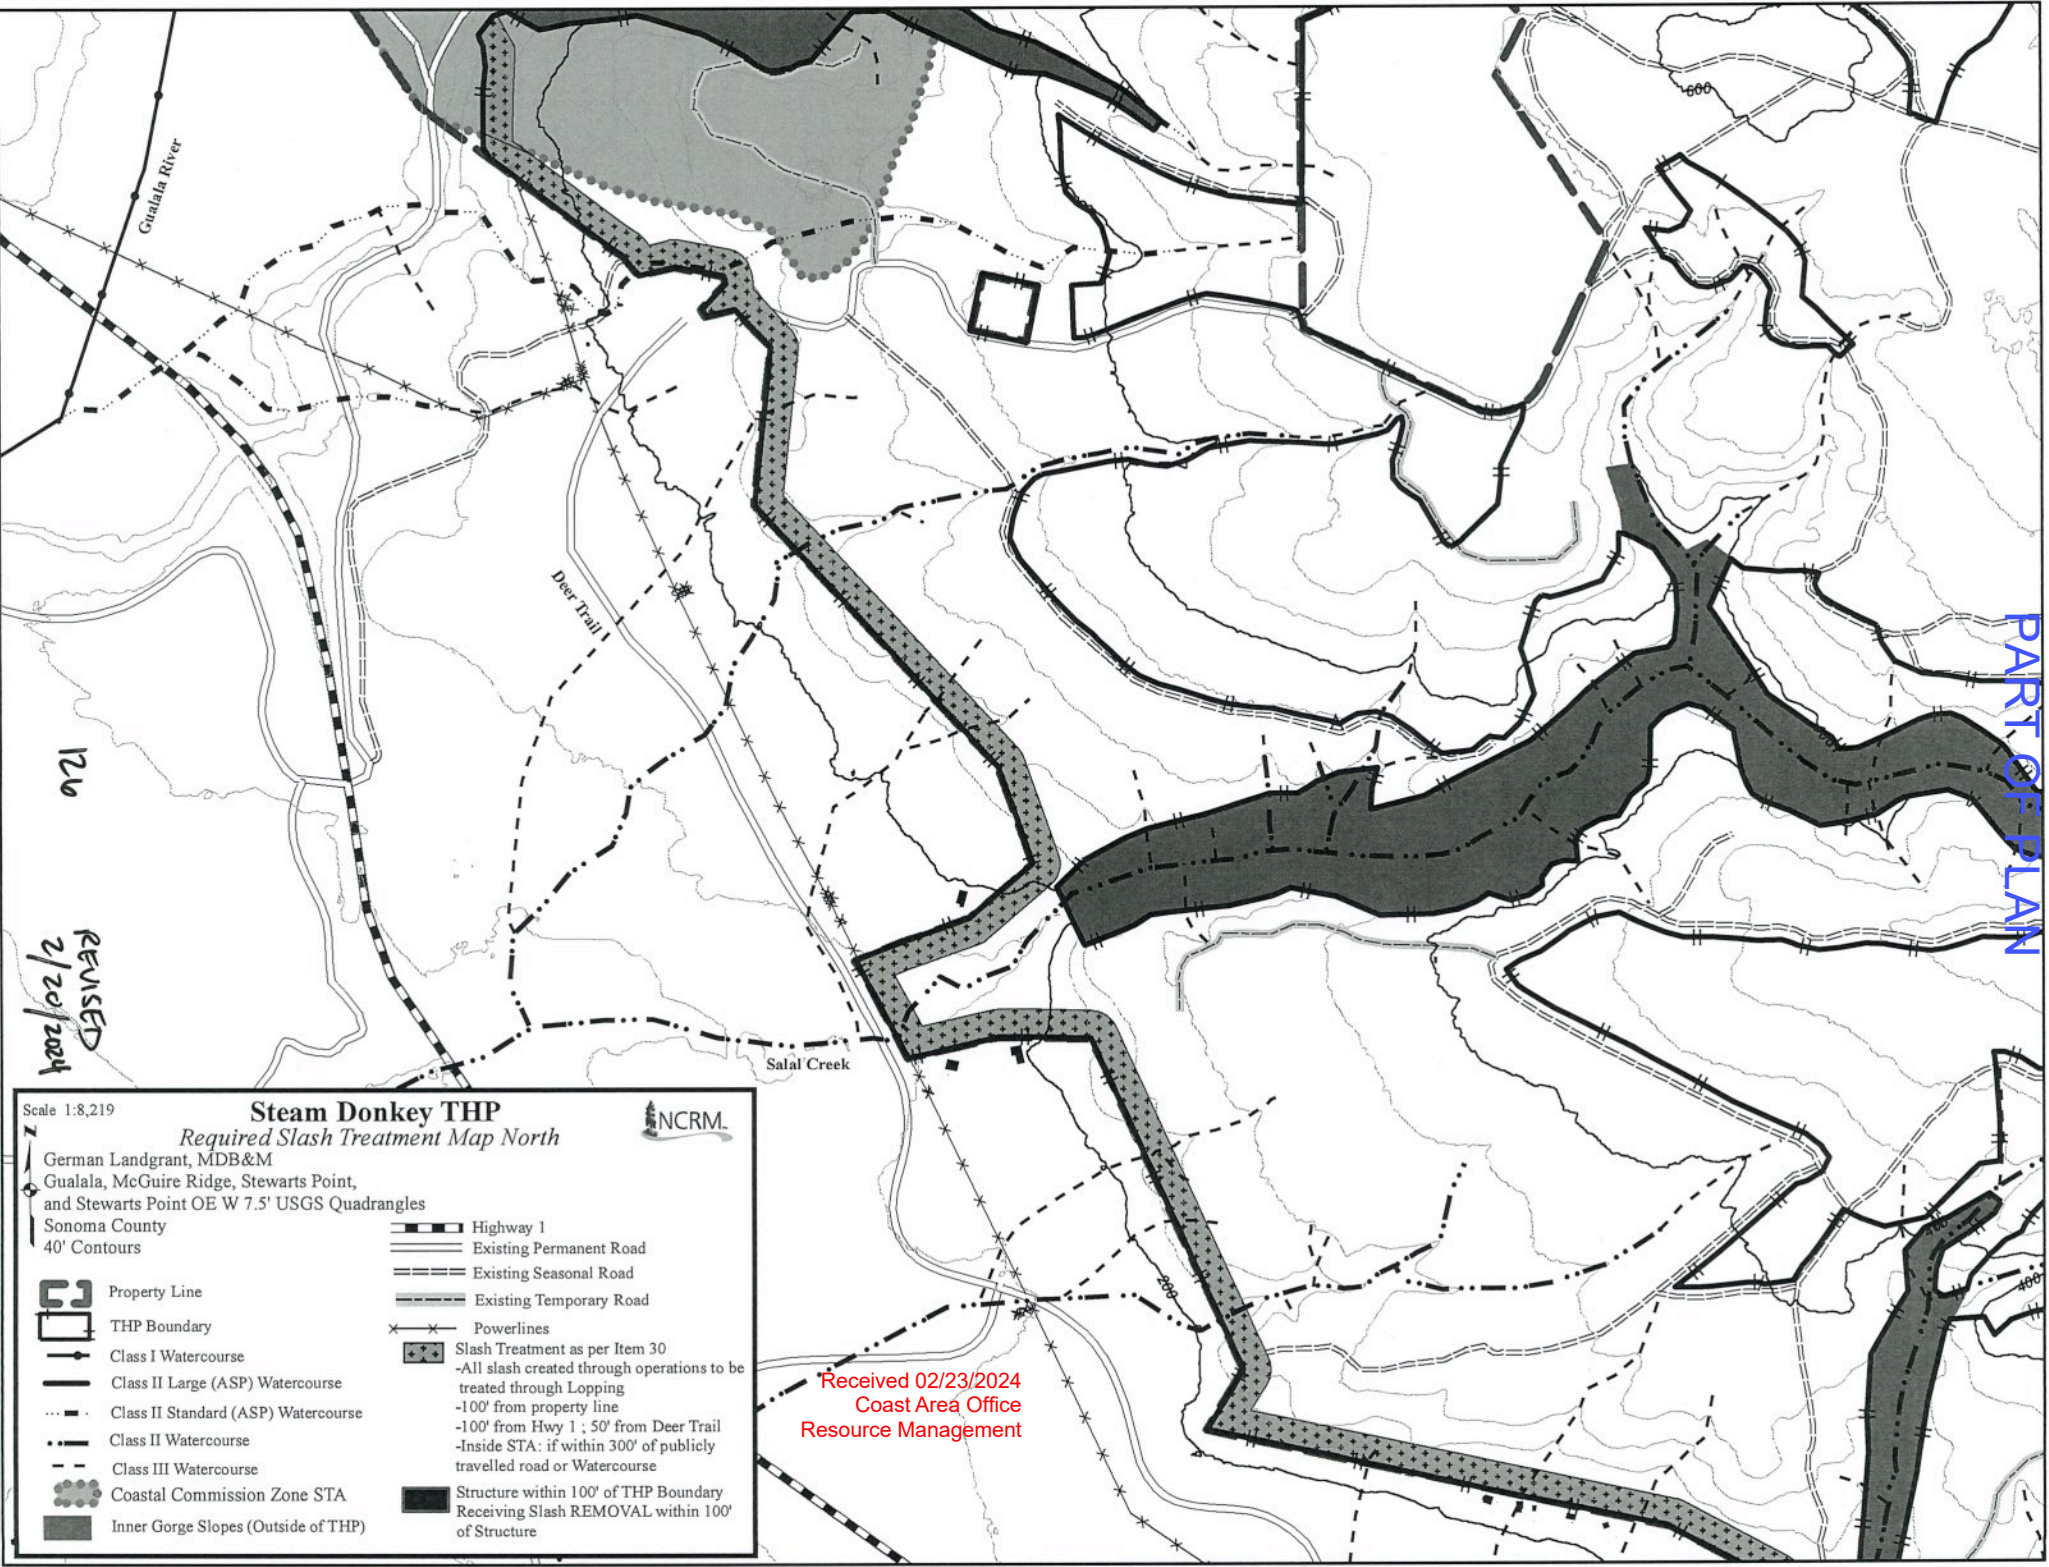 600
Gualala River
Deer Trail
PART OF PLAN
126
REVISED
2/20/2024
Salal Creek
200
400
Scale 1:8,219
Steam Donkey THP
Required Slash Treatment Map North
NCRM
German Landgrant, MDB&M
Gualala, McGuire Ridge, Stewarts Point,
and Stewarts Point OE W 7.5' USGS Quadrangles
Sonoma County
40' Contours
Property Line
THP Boundary
Class I Watercourse
Class II Large (ASP) Watercourse
Class II Standard (ASP) Watercourse
Class II Watercourse
Class III Watercourse
Coastal Commission Zone STA
Inner Gorge Slopes (Outside of THP)
Highway 1
Existing Permanent Road
Existing Seasonal Road
Existing Temporary Road
Powerlines
Slash Treatment as per Item 30
-All slash created through operations to be
treated through Lopping
-100' from property line
-100' from Hwy 1 ; 50' from Deer Trail
-Inside STA: if within 300' of publicly
travelled road or Watercourse
Structure within 100' of THP Boundary
Receiving Slash REMOVAL within 100'
of Structure
Received 02/23/2024
Coast Area Office
Resource Management